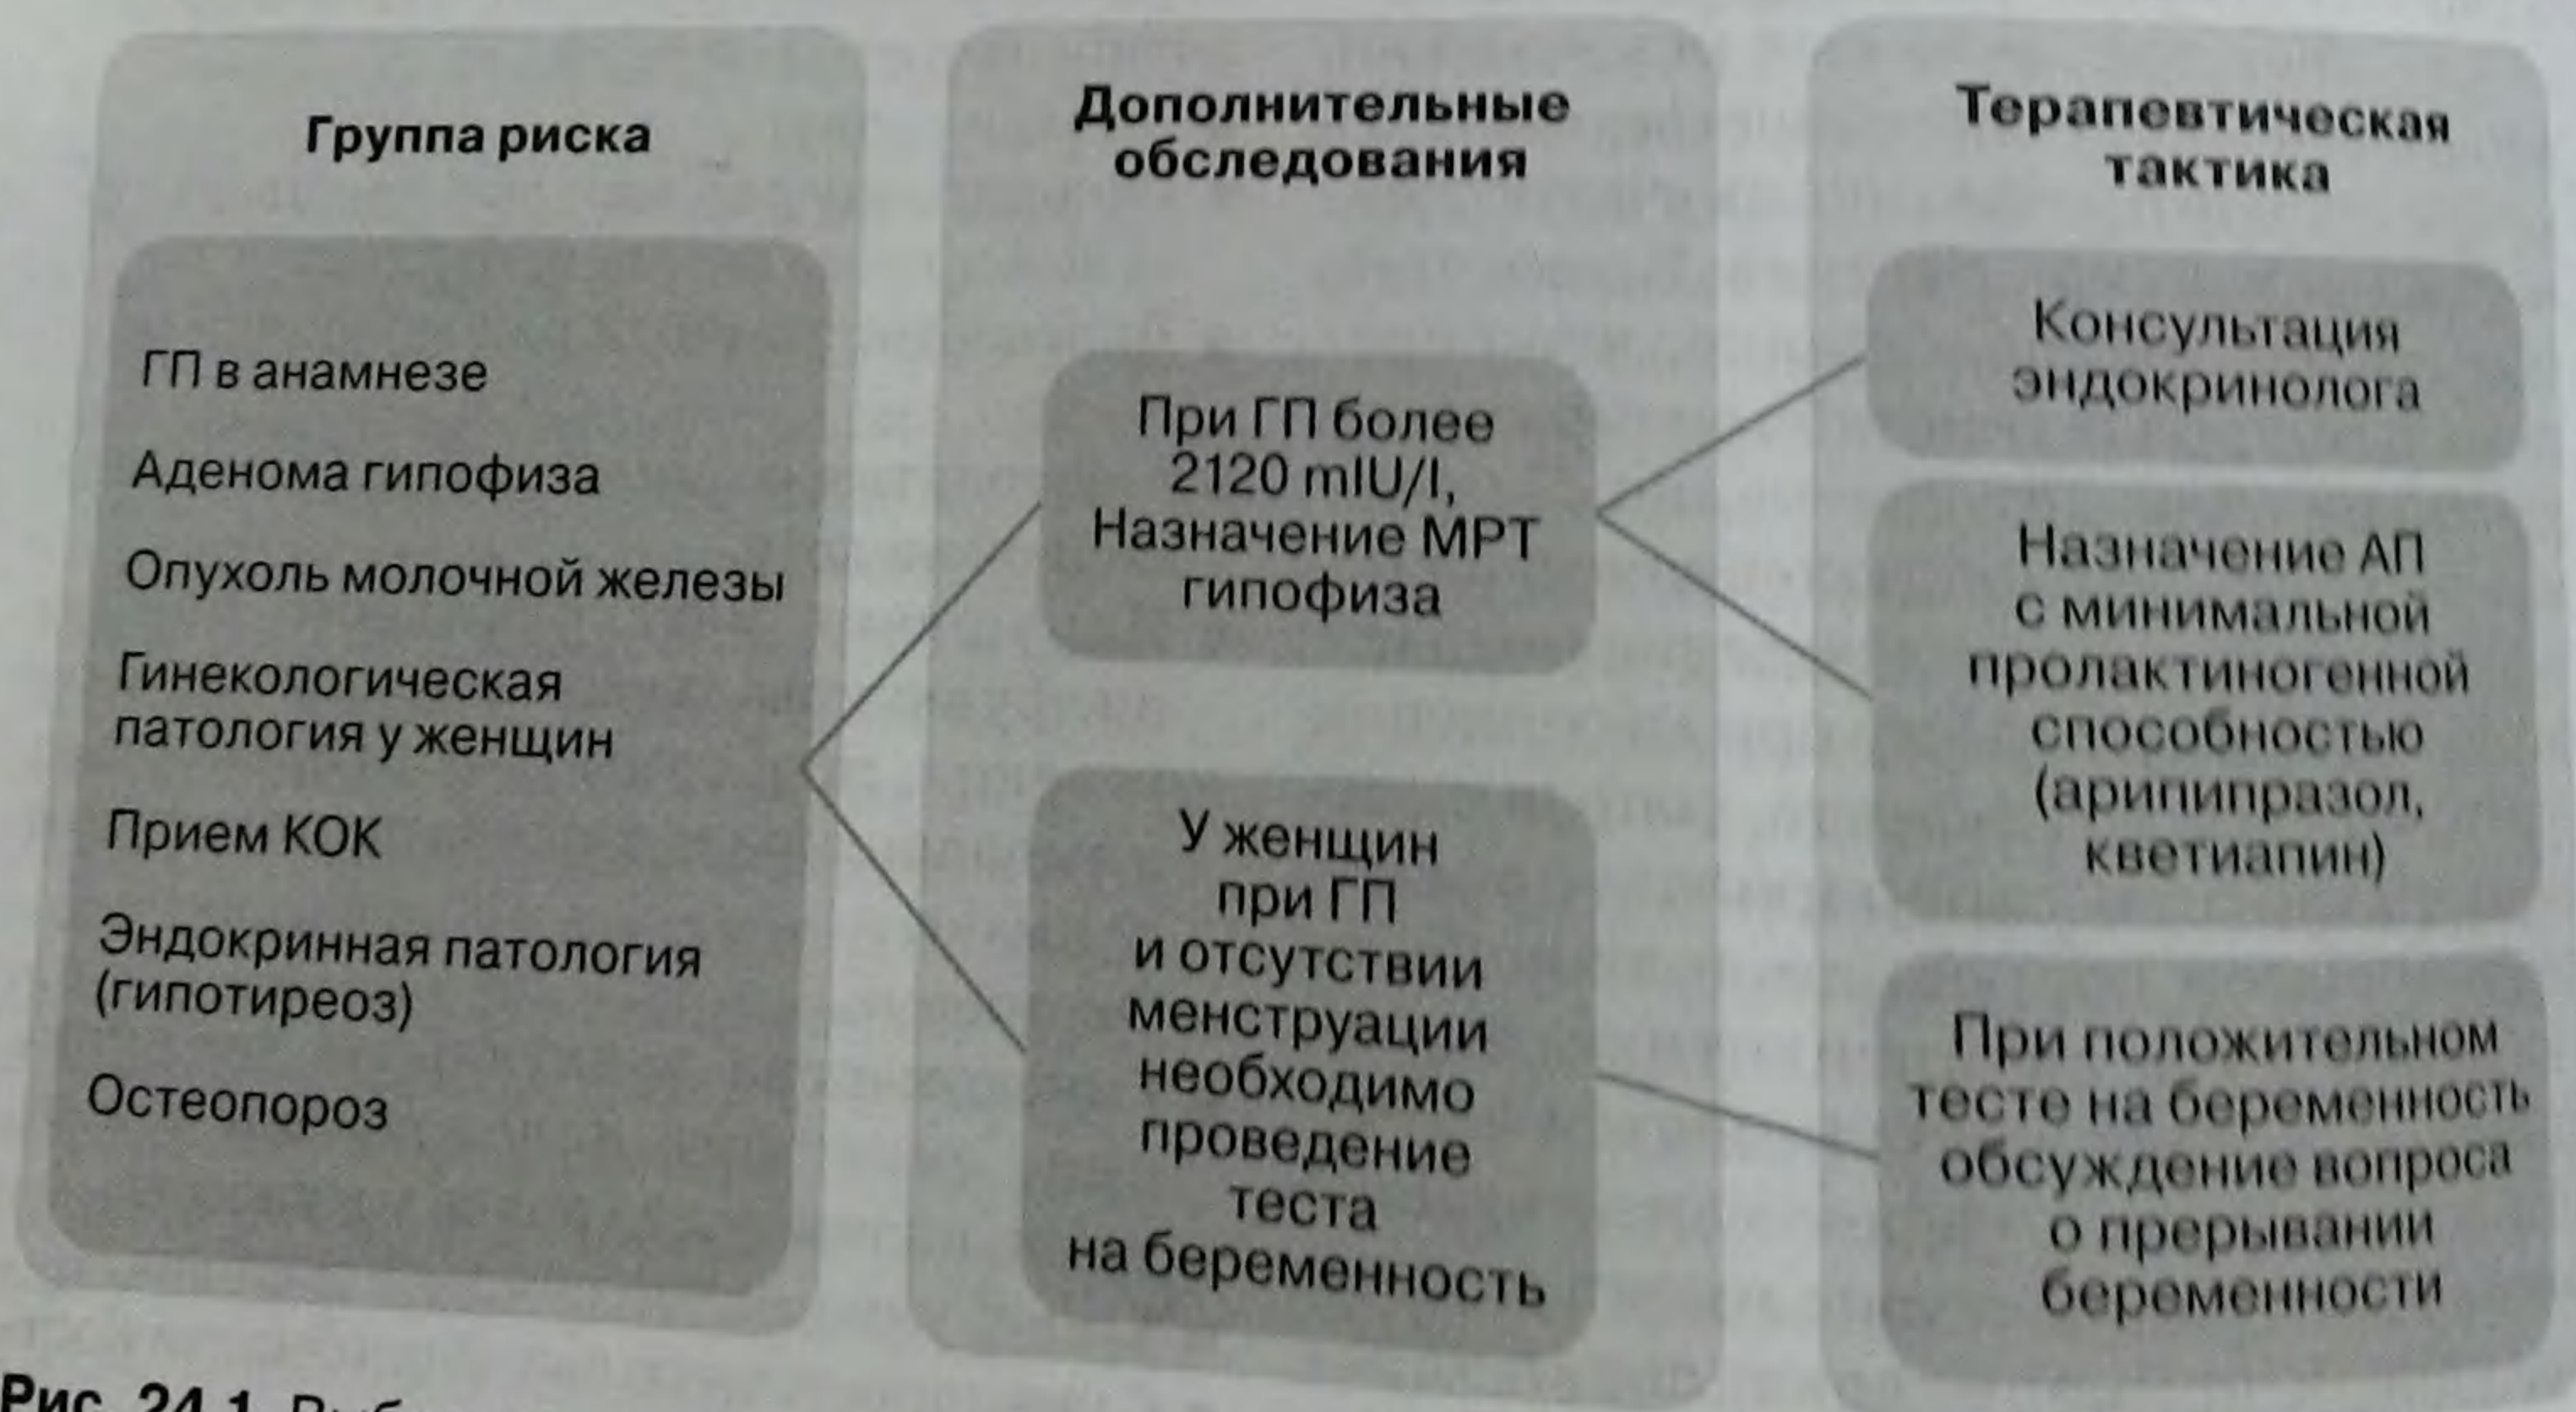 Группа риска
ГП в анамнезе
Аденома гипофиза
Опухоль молочной железы
Гинекологическая
патология у женщин
Прием КОК
Эндокринная патология
(гипотиреоз)
Остеопороз
Дополнительные
обследования
При ГП более
2120 mIU/l,
Назначение МРТ
гипофиза
У женщин
при ГП
и отсутствии
менструации
необходимо
проведение
теста
на беременность
Терапевтическая
тактика
Консультация
эндокринолога
Назначение АП
с минимальной
пролактиногенной
способностью
(арипипразол,
кветиапин)
При положительном
тесте на беременность
обсуждение вопроса
о прерывании
беременности
Рис. 24.1